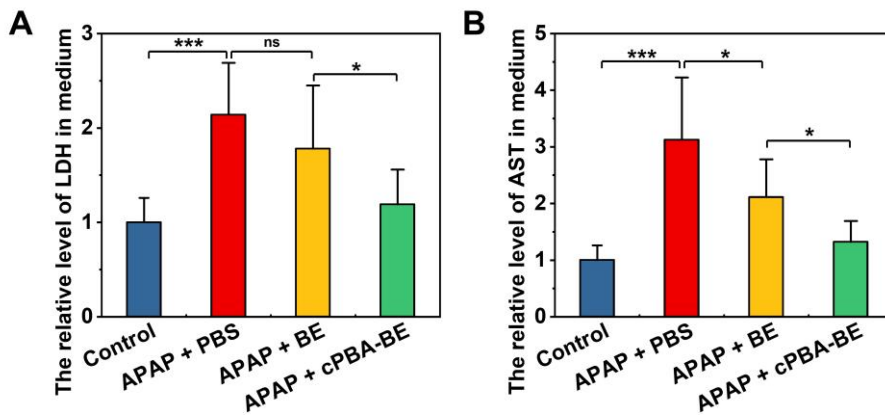 A
The relative level of LDH in medium
3
2
1
0
***
ns
*
Control
APAP + PBS
APAP + BE
APAP + cPBA-BE
B
The relative level of AST in medium
5
4
3
2
1
0
***
*
*
Control
APAP + PBS
APAP + BE
APAP + cPBA-BE